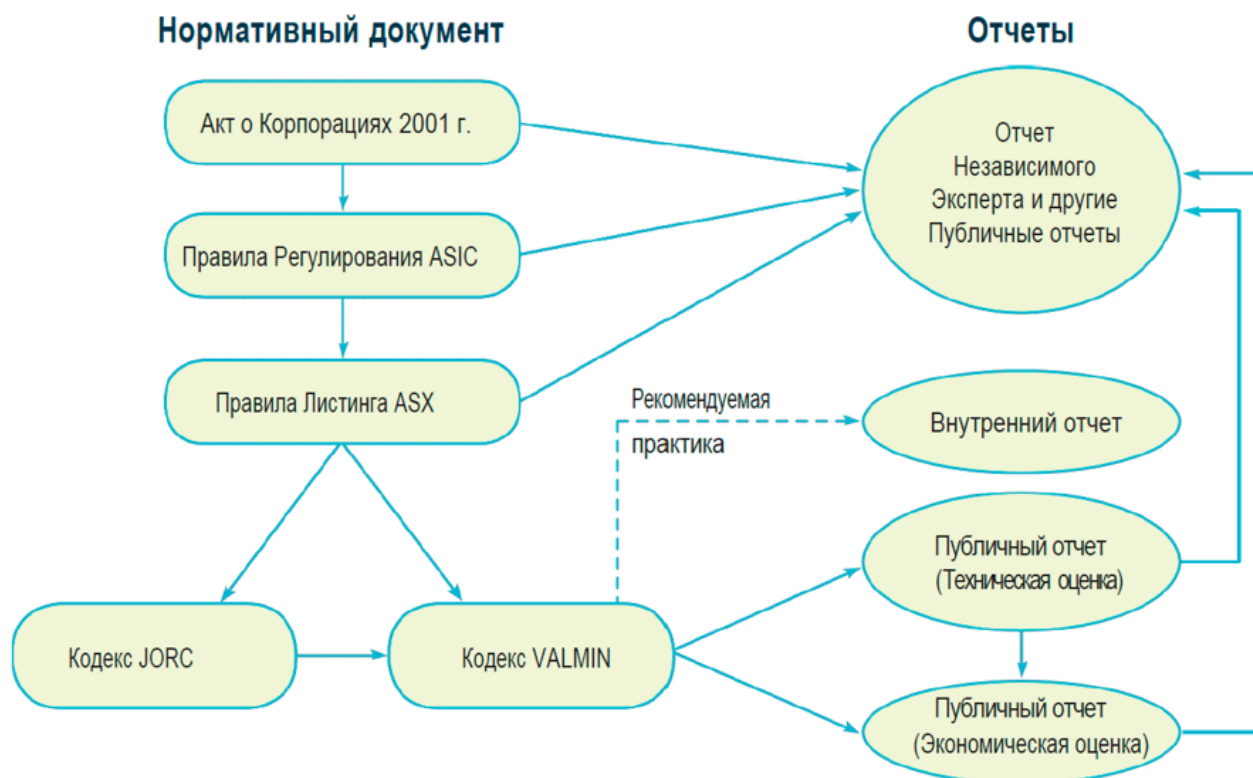 Нормативный документ
Отчеты
Акт о Корпорациях 2001 г.
Отчет
Независимого
Эксперта и другие
Публичные отчеты
Правила Регулирования ASIC
Правила Листинга ASX
Рекомендуемая
практика
Внутренний отчет
Публичный отчет
(Техническая оценка)
Кодекс JORC
Кодекс VALMIN
Публичный отчет
(Экономическая оценка)